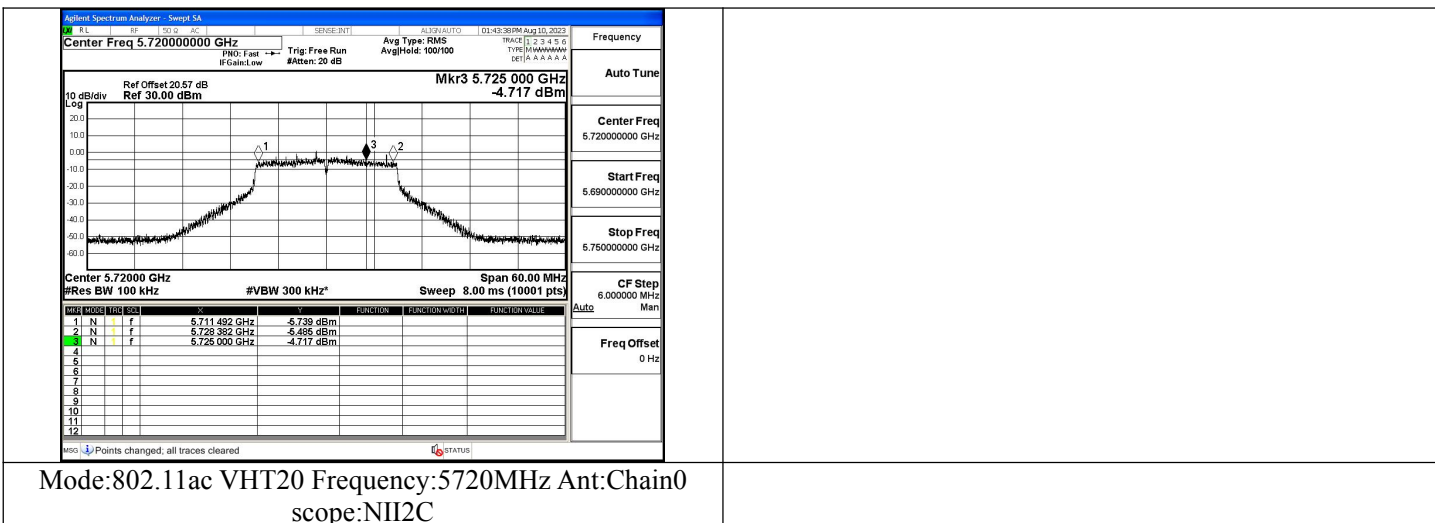 Agilent Spectrum Analyzer - Swept SA
RL RF 50 Ω AC SENSE:INT ALIGNAUTO 01:43:38PM Aug 10, 2023
Center Freq 5.720000000 GHz
PNO: Fast
IFGain:Low
Trig: Free Run
#Atten: 20 dB
Avg Type: RMS
Avg|Hold: 100/100
TRACE 1 2 3 4 5 6
TYPE M
DET A A A A A A
Ref Offset 20.57 dB
10 dB/div Ref 30.00 dBm
Log
Mkr3 5.725 000 GHz
-4.717 dBm
20.0
10.0
0.00
-10.0
-20.0
-30.0
-40.0
-50.0
-60.0
1
3
2
Center 5.72000 GHz Span 60.00 MHz
#Res BW 100 kHz #VBW 300 kHz* Sweep 8.00 ms (10001 pts)
MKR MODE TRC SCL X Y FUNCTION FUNCTION WIDTH FUNCTION VALUE
1 N 1 f 5.711 492 GHz -5.739 dBm
2 N 1 f 5.728 382 GHz -5.485 dBm
3 N 1 f 5.725 000 GHz -4.717 dBm
4
5
6
7
8
9
10
11
12
MSG Points changed; all traces cleared STATUS
Frequency
Auto Tune
Center Freq
5.720000000 GHz
Start Freq
5.690000000 GHz
Stop Freq
5.750000000 GHz
CF Step
6.000000 MHz
Auto Man
Freq Offset
0 Hz
Mode:802.11ac VHT20 Frequency:5720MHz Ant:Chain0
scope:NII2C